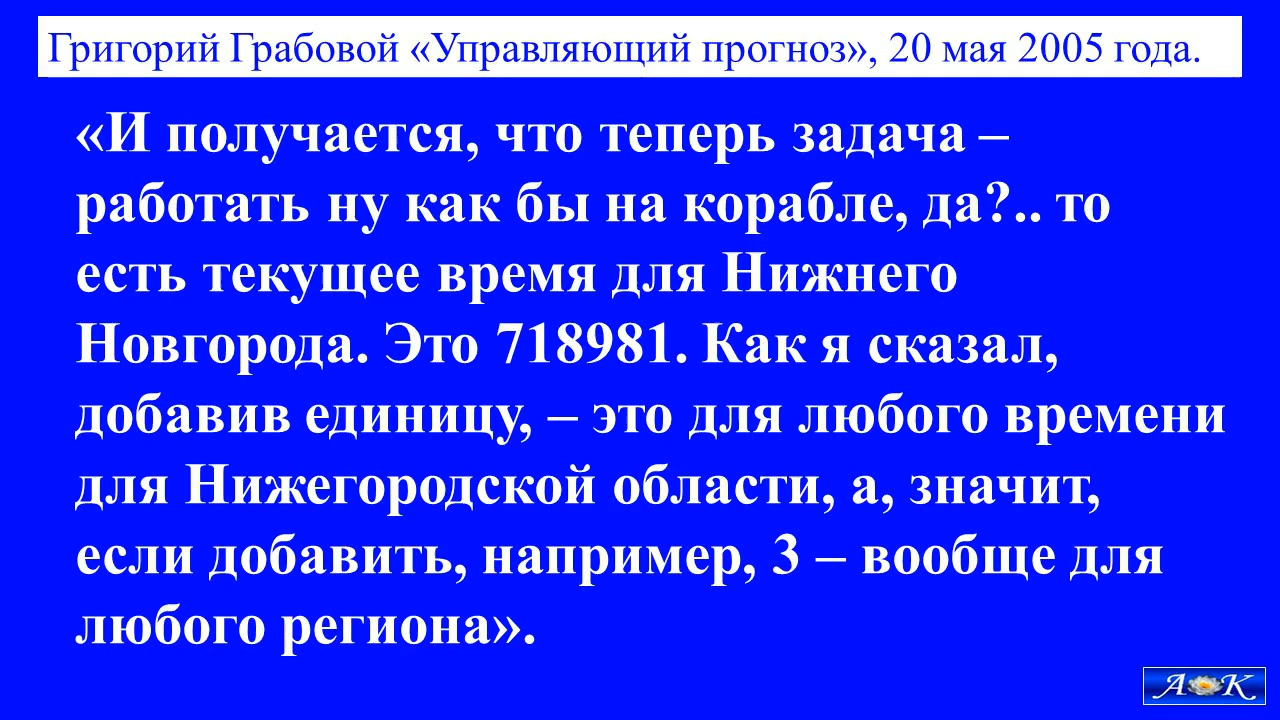 Григорий Грабовой «Управляющий прогноз», 20 мая 2005 года.
«И получается, что теперь задача –
работать ну как бы на корабле, да?.. то
есть текущее время для Нижнего
Новгорода. Это 718981. Как я сказал,
добавив единицу, – это для любого времени
для Нижегородской области, а, значит,
если добавить, например, 3 – вообще для
любого региона».
А К